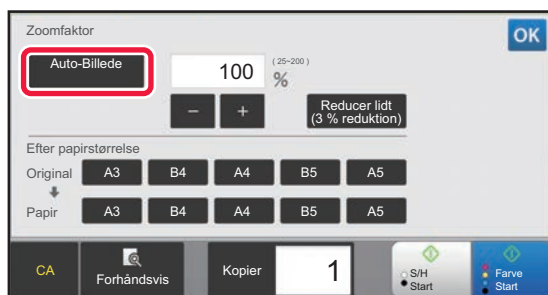 Zoomfaktor
OK
Auto-Billede
100
(25~200)
%
− +
Reducer lidt
(3 % reduktion)
Efter papirstørrelse
Original A3 B4 A4 B5 A5
Papir A3 B4 A4 B5 A5
CA
Forhåndsvis
Kopier 1
S/H
Start
Farve
Start